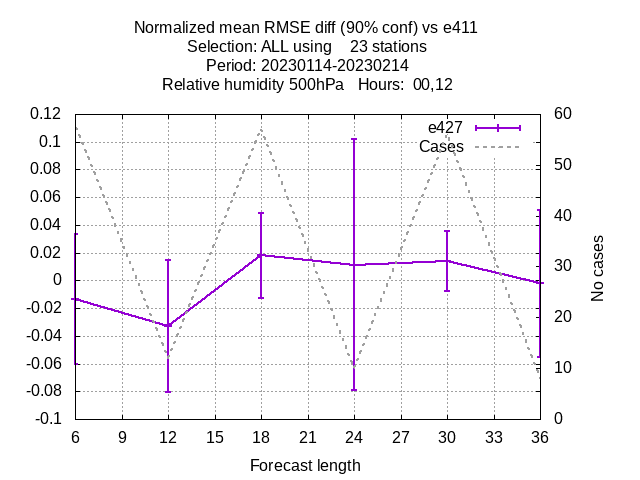 Normalized mean RMSE diff (90% conf) vs e411
Selection: ALL using    23 stations
Period: 20230114-20230214
Relative humidity 500hPa   Hours:  00,12
0.12
0.1
0.08
0.06
0.04
0.02
0
-0.02
-0.04
-0.06
-0.08
-0.1
e427
Cases
60
50
40
30
20
10
0
No cases
6 9 12 15 18 21 24 27 30 33 36
Forecast length